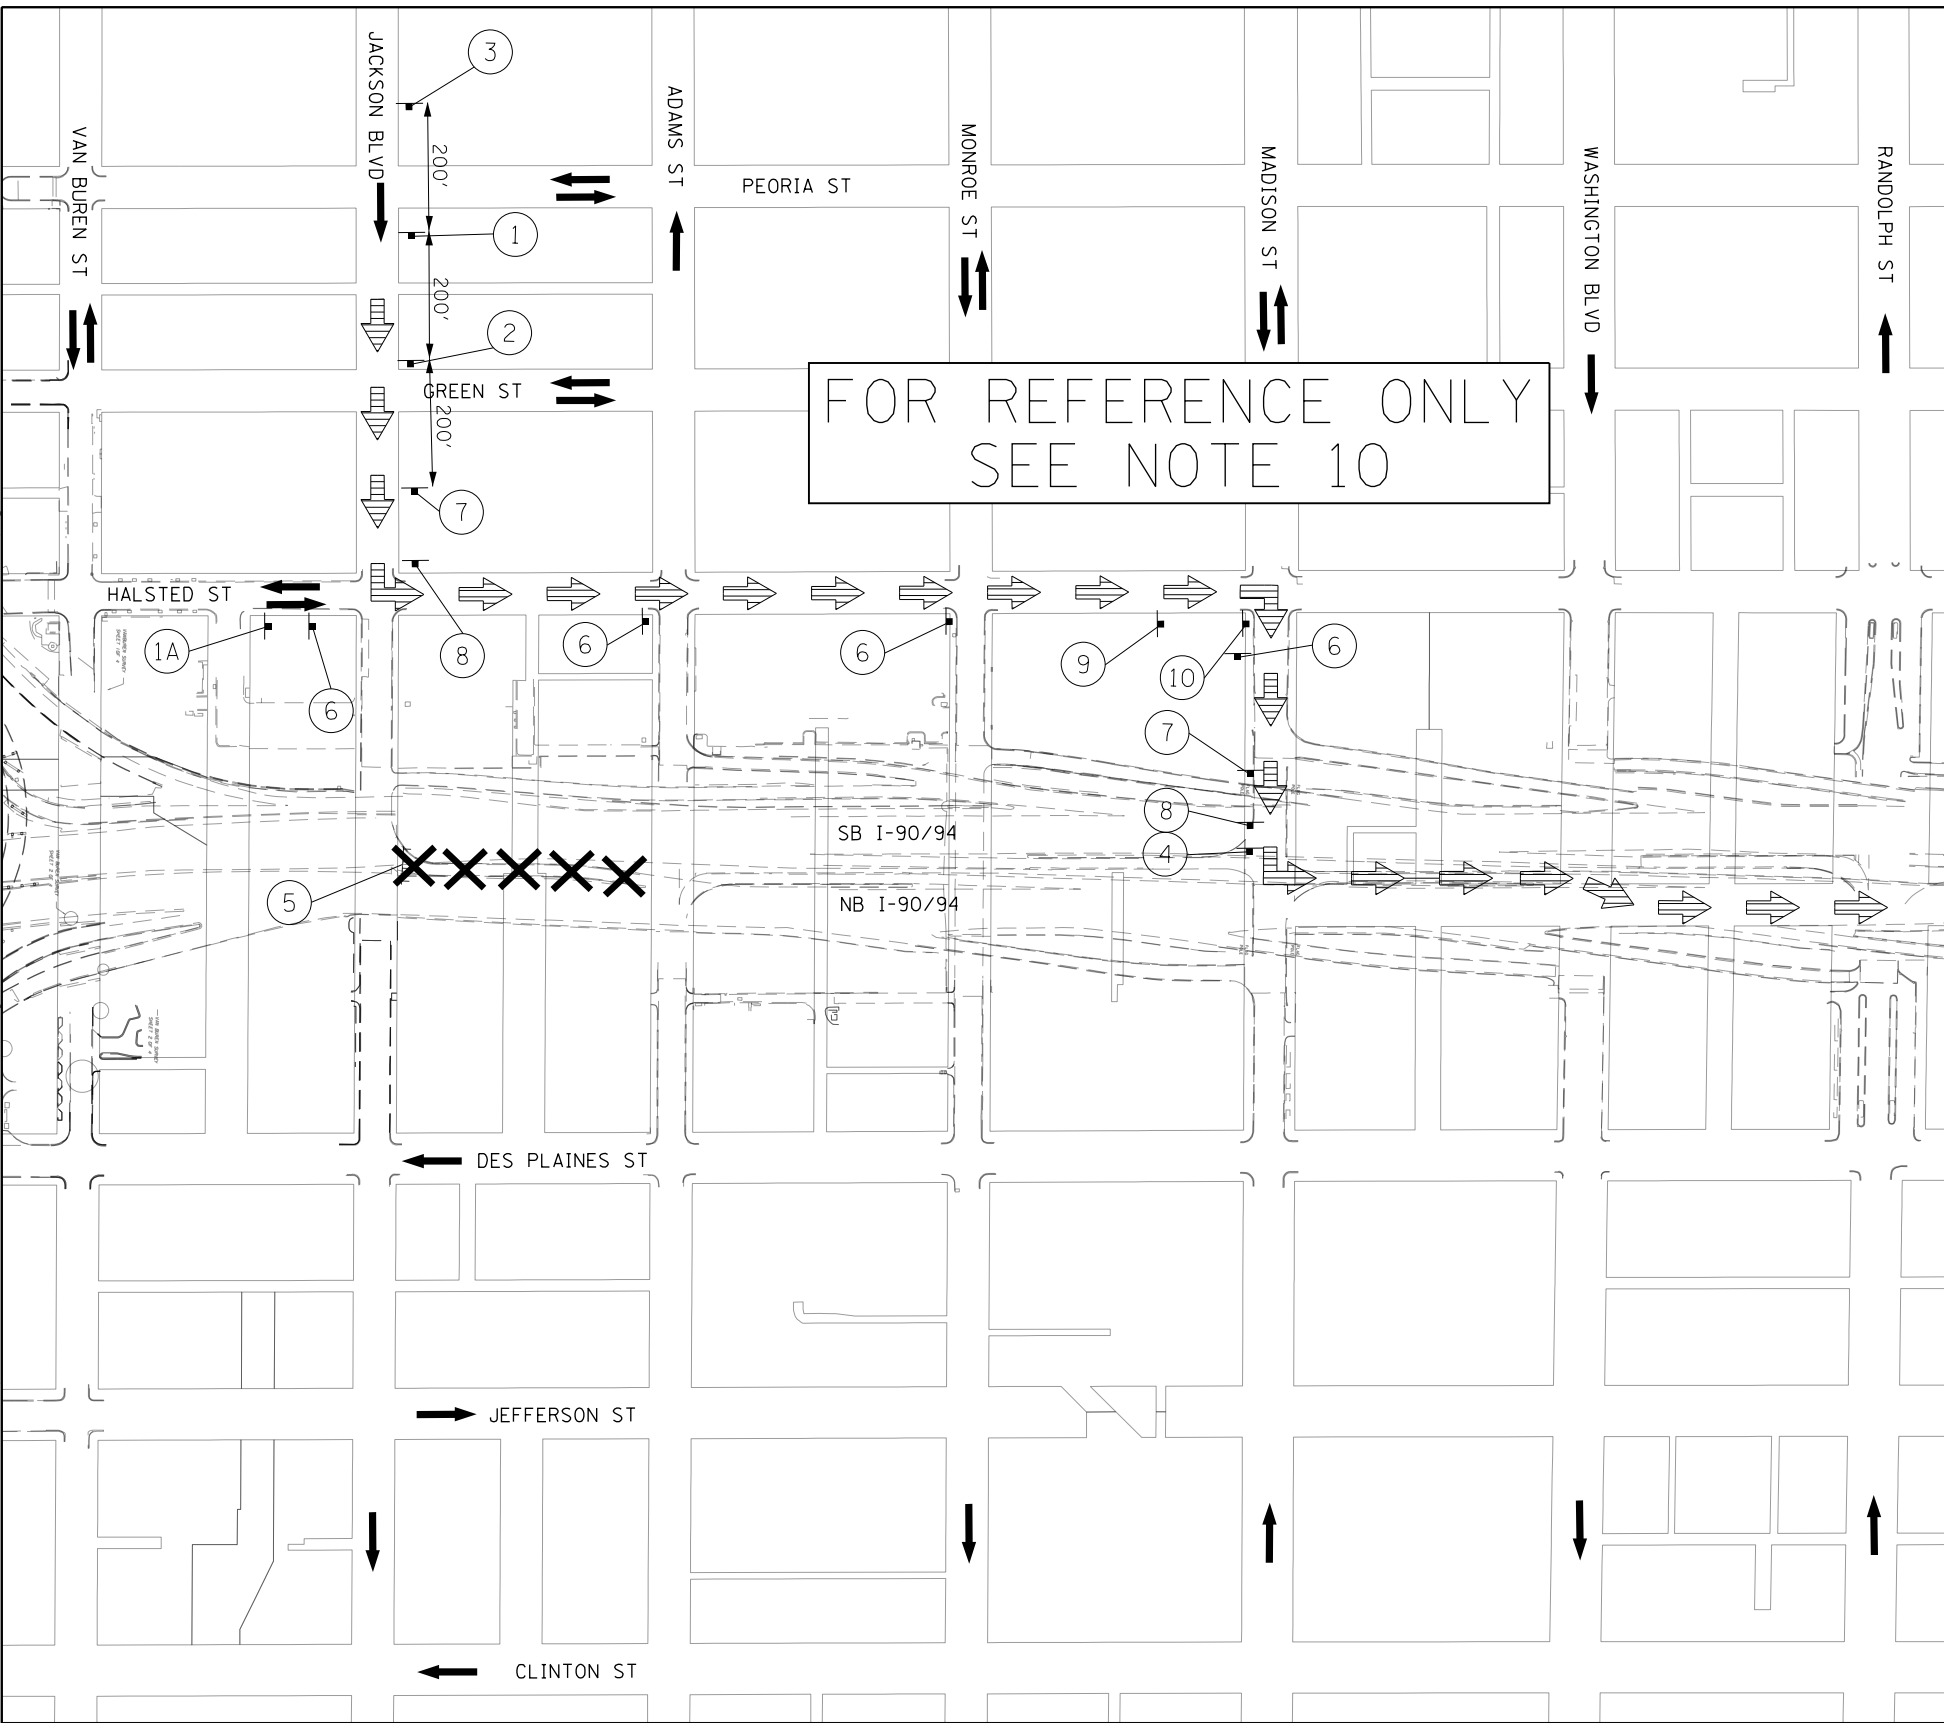 3
JACKSON BLVD
ADAMS ST
VAN BUREN ST
MONROE ST
MADISON ST
WASHINGTON BLVD
RANDOLPH ST
200'
PEORIA ST
1
200'
2
GREEN ST
200'
FOR REFERENCE ONLY
SEE NOTE 10
7
HALSTED ST
1A
6
8
6
6
9
10
6
7
8
4
SB I-90/94
5
NB I-90/94
DES PLAINES ST
JEFFERSON ST
CLINTON ST